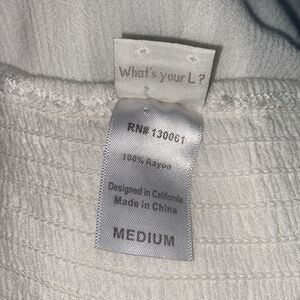 What's your L?
RN# 130061
100% Rayon
Designed in California
Made in China
MEDIUM